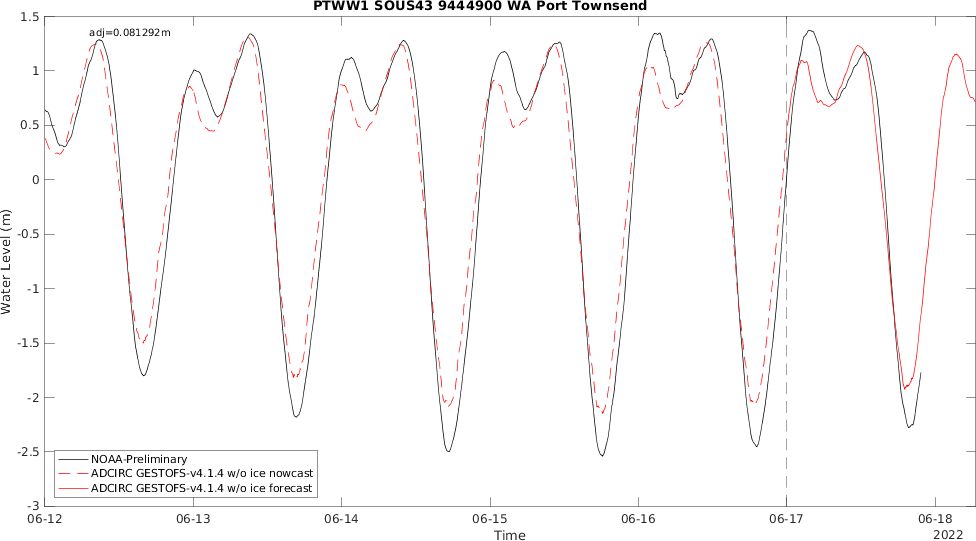 PTWW1 SOUS43 9444900 WA Port Townsend
adj=0.081292m
1.5
1
0.5
0
-0.5
-1
-1.5
-2
-2.5
-3
Water Level (m)
NOAA-Preliminary
ADCIRC GESTOFS-v4.1.4 w/o ice nowcast
ADCIRC GESTOFS-v4.1.4 w/o ice forecast
06-12 06-13 06-14 06-15 06-16 06-17 06-18
Time
2022